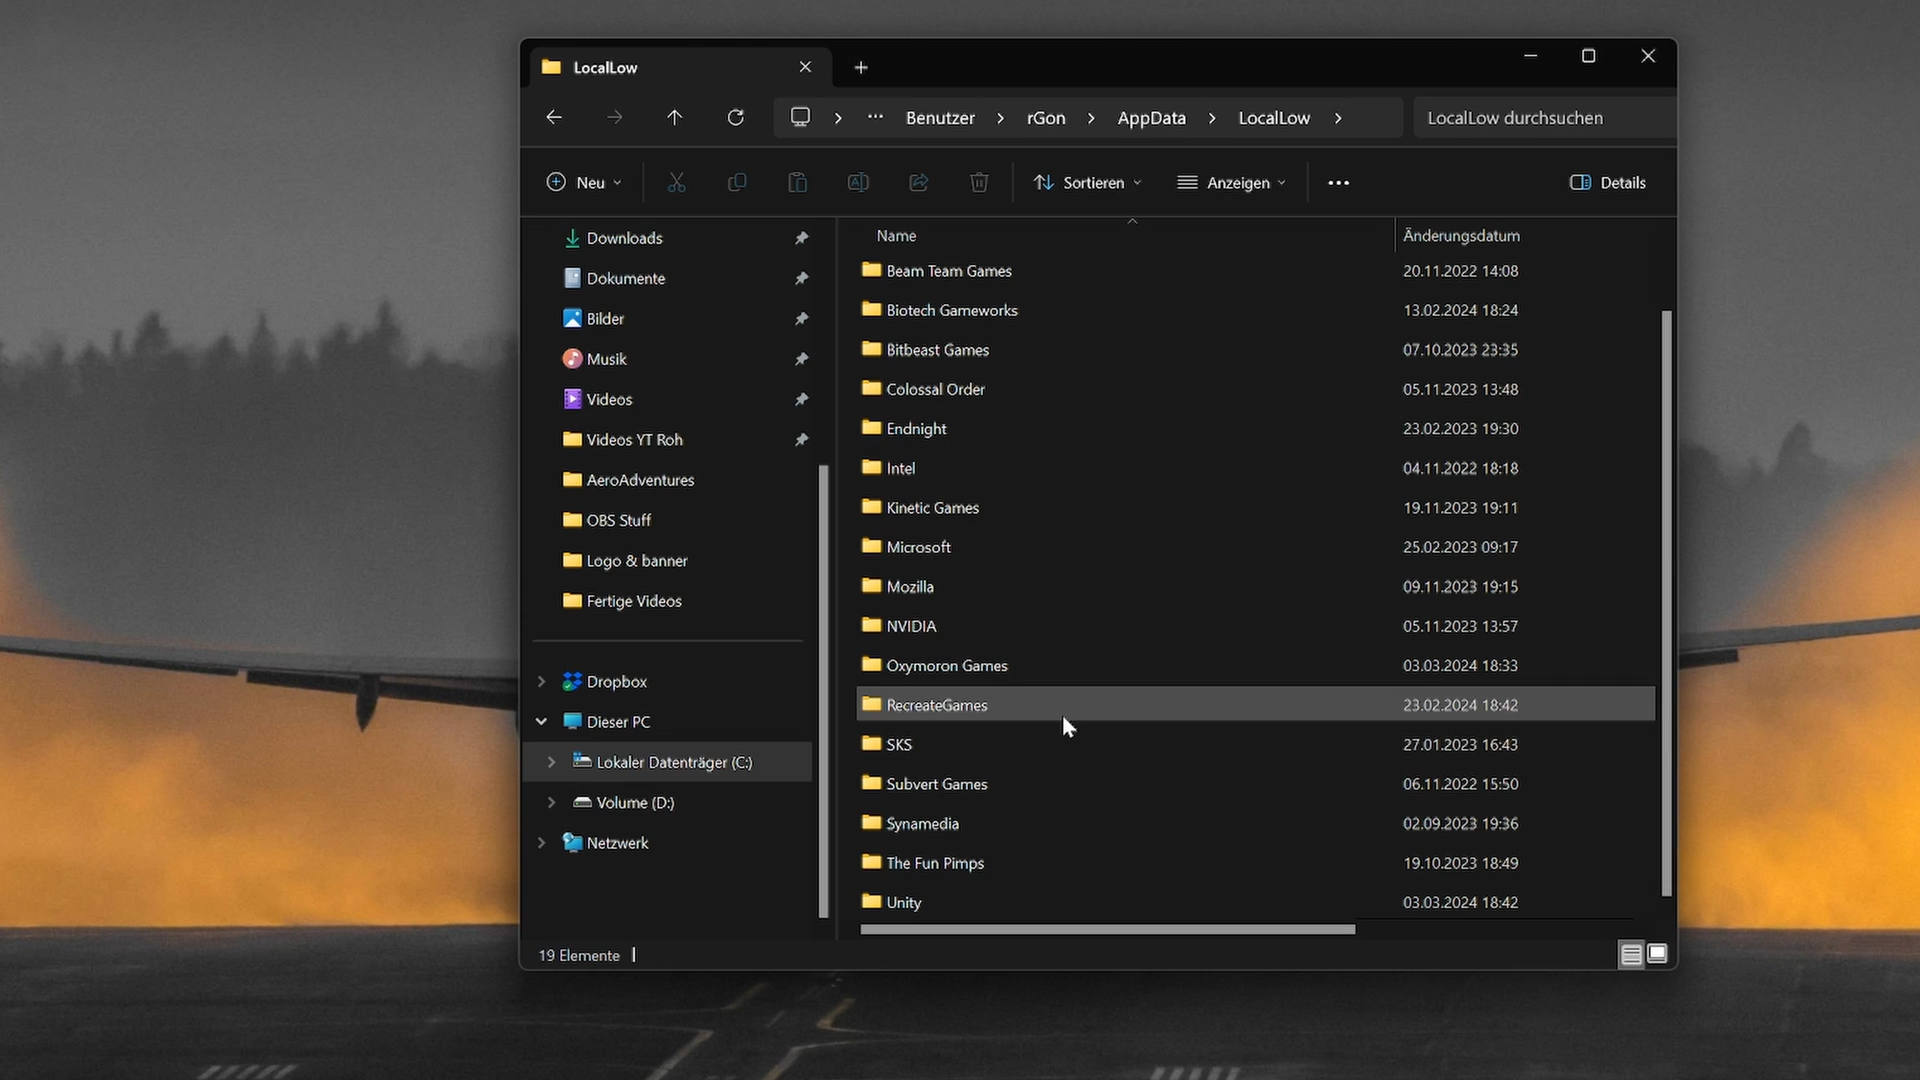 LocalLow
Benutzer rGon AppData LocalLow
LocalLow durchsuchen
Neu Sortieren Anzeigen Details
Downloads
Dokumente
Bilder
Musik
Videos
Videos YT Roh
AeroAdventures
OBS Stuff
Logo & banner
Fertige Videos
Dropbox
Dieser PC
Lokaler Datenträger (C:)
Volume (D:)
Netzwerk
Name Änderungsdatum
Beam Team Games 20.11.2022 14:08
Biotech Gameworks 13.02.2024 18:24
Bitbeast Games 07.10.2023 23:35
Colossal Order 05.11.2023 13:48
Endnight 23.02.2023 19:30
Intel 04.11.2022 18:18
Kinetic Games 19.11.2023 19:11
Microsoft 25.02.2023 09:17
Mozilla 09.11.2023 19:15
NVIDIA 05.11.2023 13:57
Oxymoron Games 03.03.2024 18:33
RecreateGames 23.02.2024 18:42
SKS 27.01.2023 16:43
Subvert Games 06.11.2022 15:50
Synamedia 02.09.2023 19:36
The Fun Pimps 19.10.2023 18:49
Unity 03.03.2024 18:42
19 Elemente